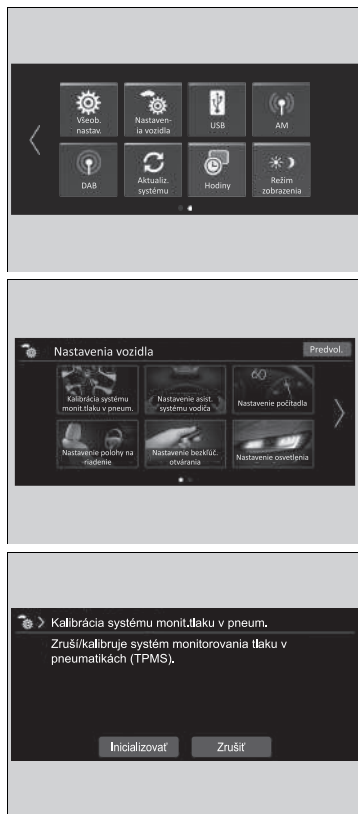 Všeob.
nastav.
Nastaven-
ia vozidla
USB
AM
DAB
Aktualiz.
systému
Hodiny
Režim
zobrazenia
Nastavenia vozidla
Predvol.
Kalibrácia systému
monit.tlaku v pneum.
Nastavenie asist.
systému vodiča
60
Nastavenie počítadla
Nastavenie polohy na
riadenie
Nastavenie bezkľúč.
otvárania
Nastavenie osvetlenia
Kalibrácia systému monit.tlaku v pneum.
Zruší/kalibruje systém monitorovania tlaku v
pneumatikách (TPMS).
Inicializovať
Zrušiť